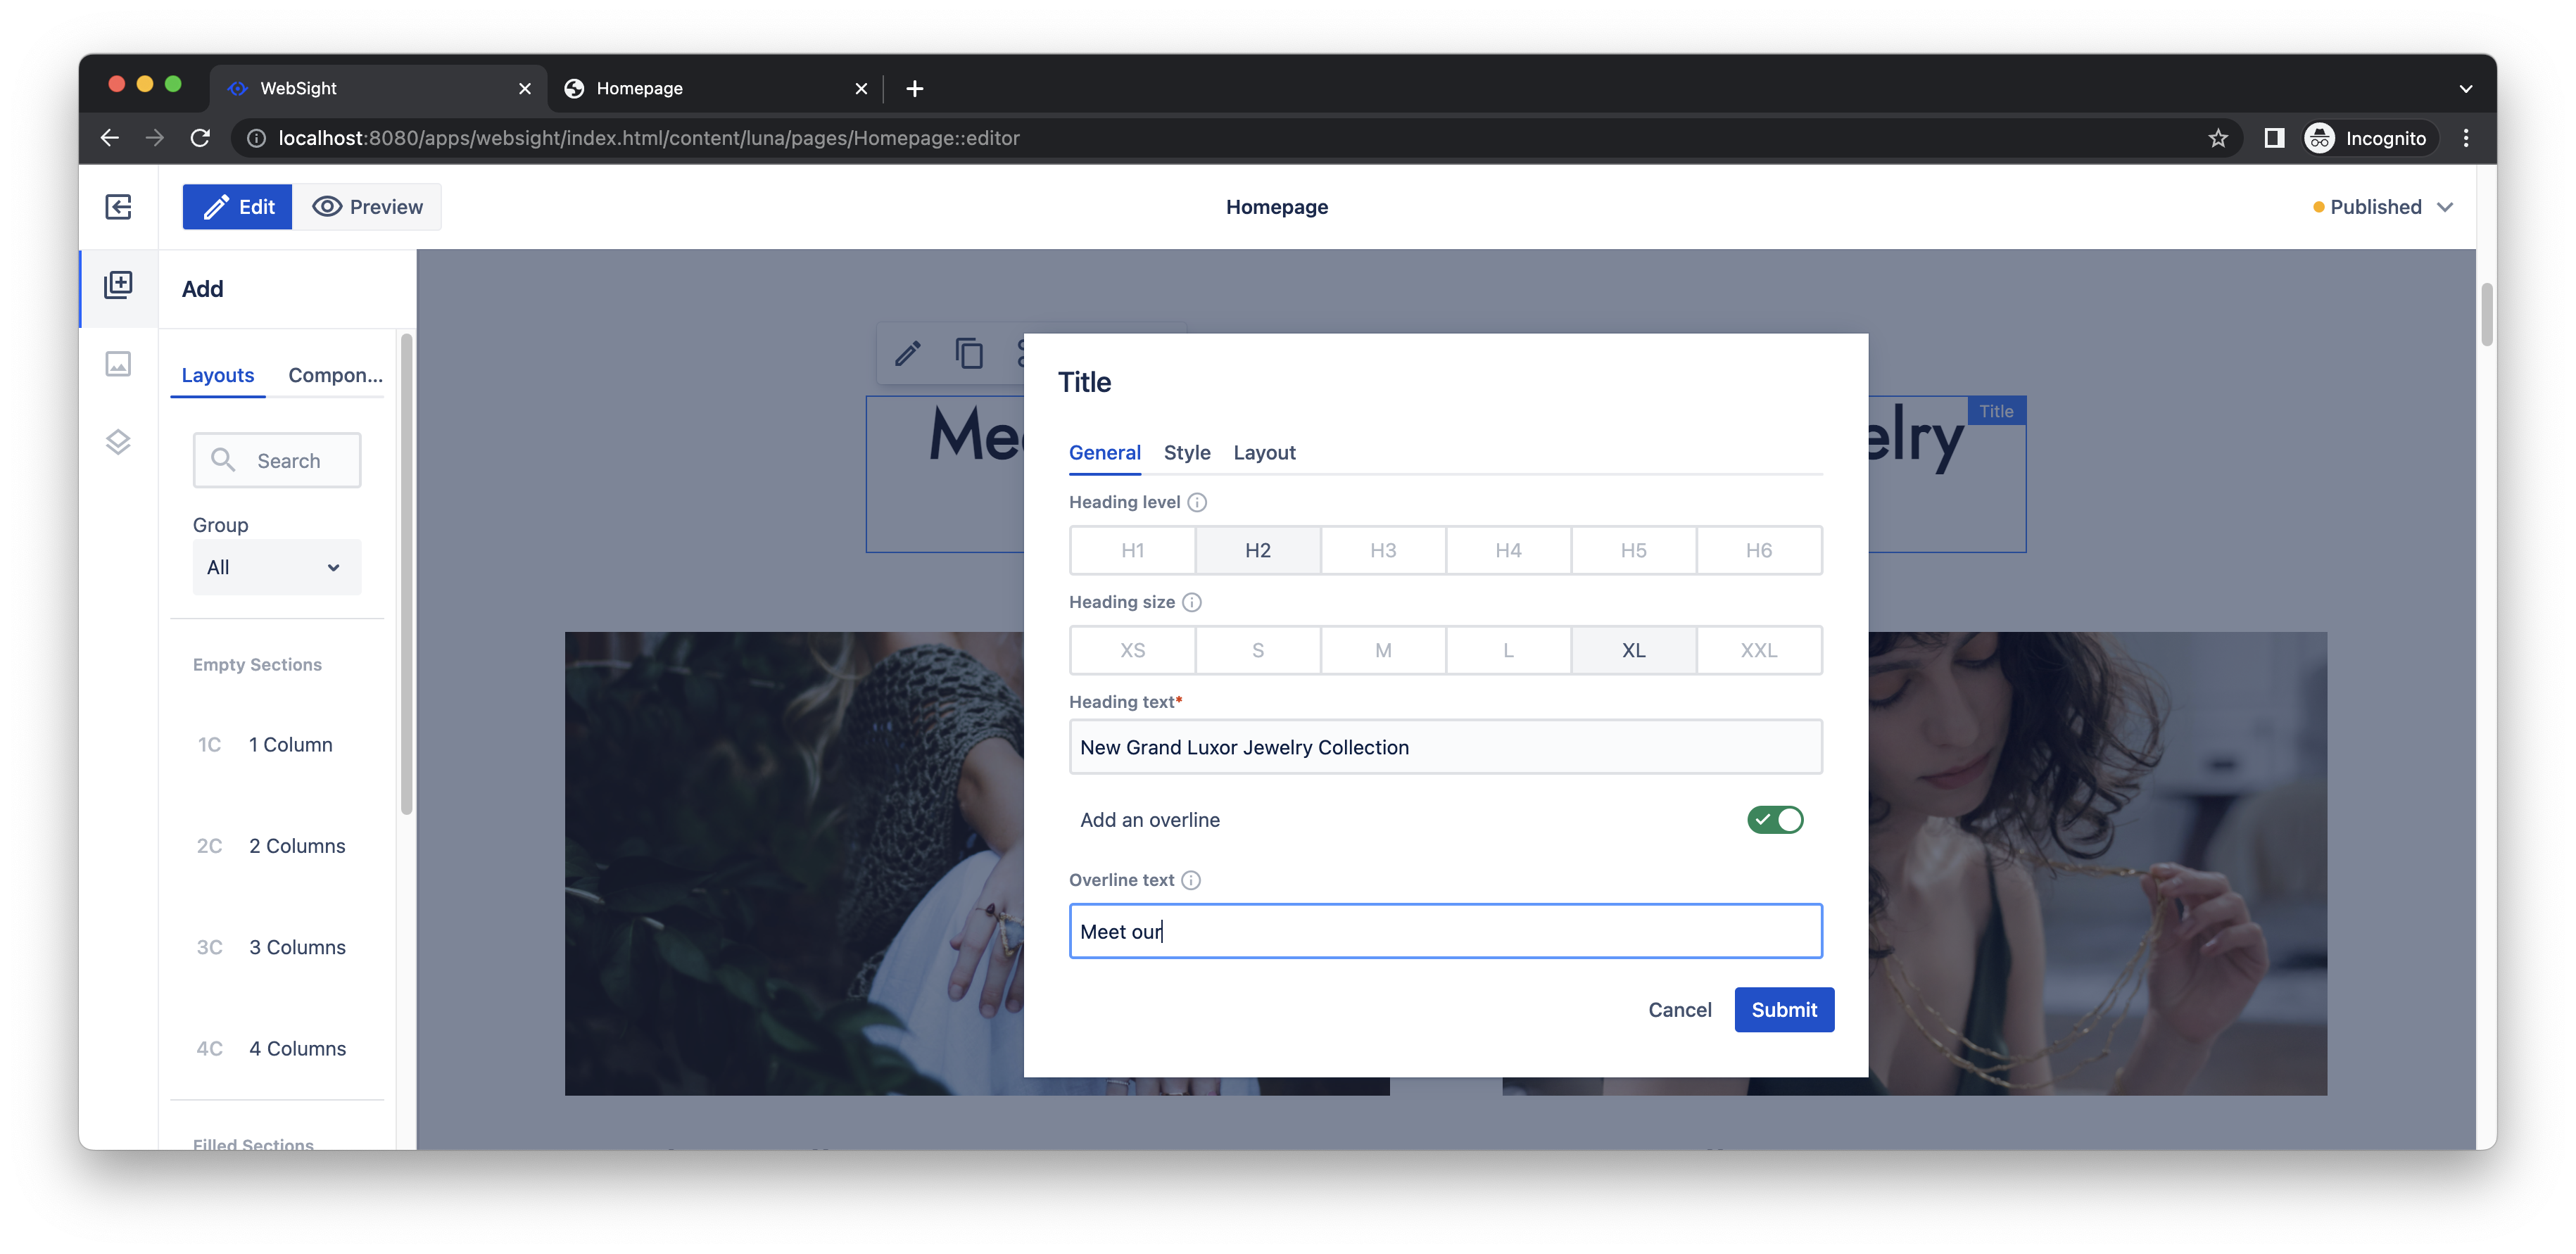 WebSight
Homepage
localhost:8080/apps/websight/index.html/content/luna/pages/Homepage::editor
Incognito
Edit
Preview
Homepage
Published
Add
Layouts
Compon...
Search
Group
All
Empty Sections
1C 1 Column
2C 2 Columns
3C 3 Columns
4C 4 Columns
Filled Sections
Title
Title
General Style Layout
Heading level
H1 H2 H3 H4 H5 H6
Heading size
XS S M L XL XXL
Heading text*
New Grand Luxor Jewelry Collection
Add an overline
Overline text
Meet our
Cancel Submit